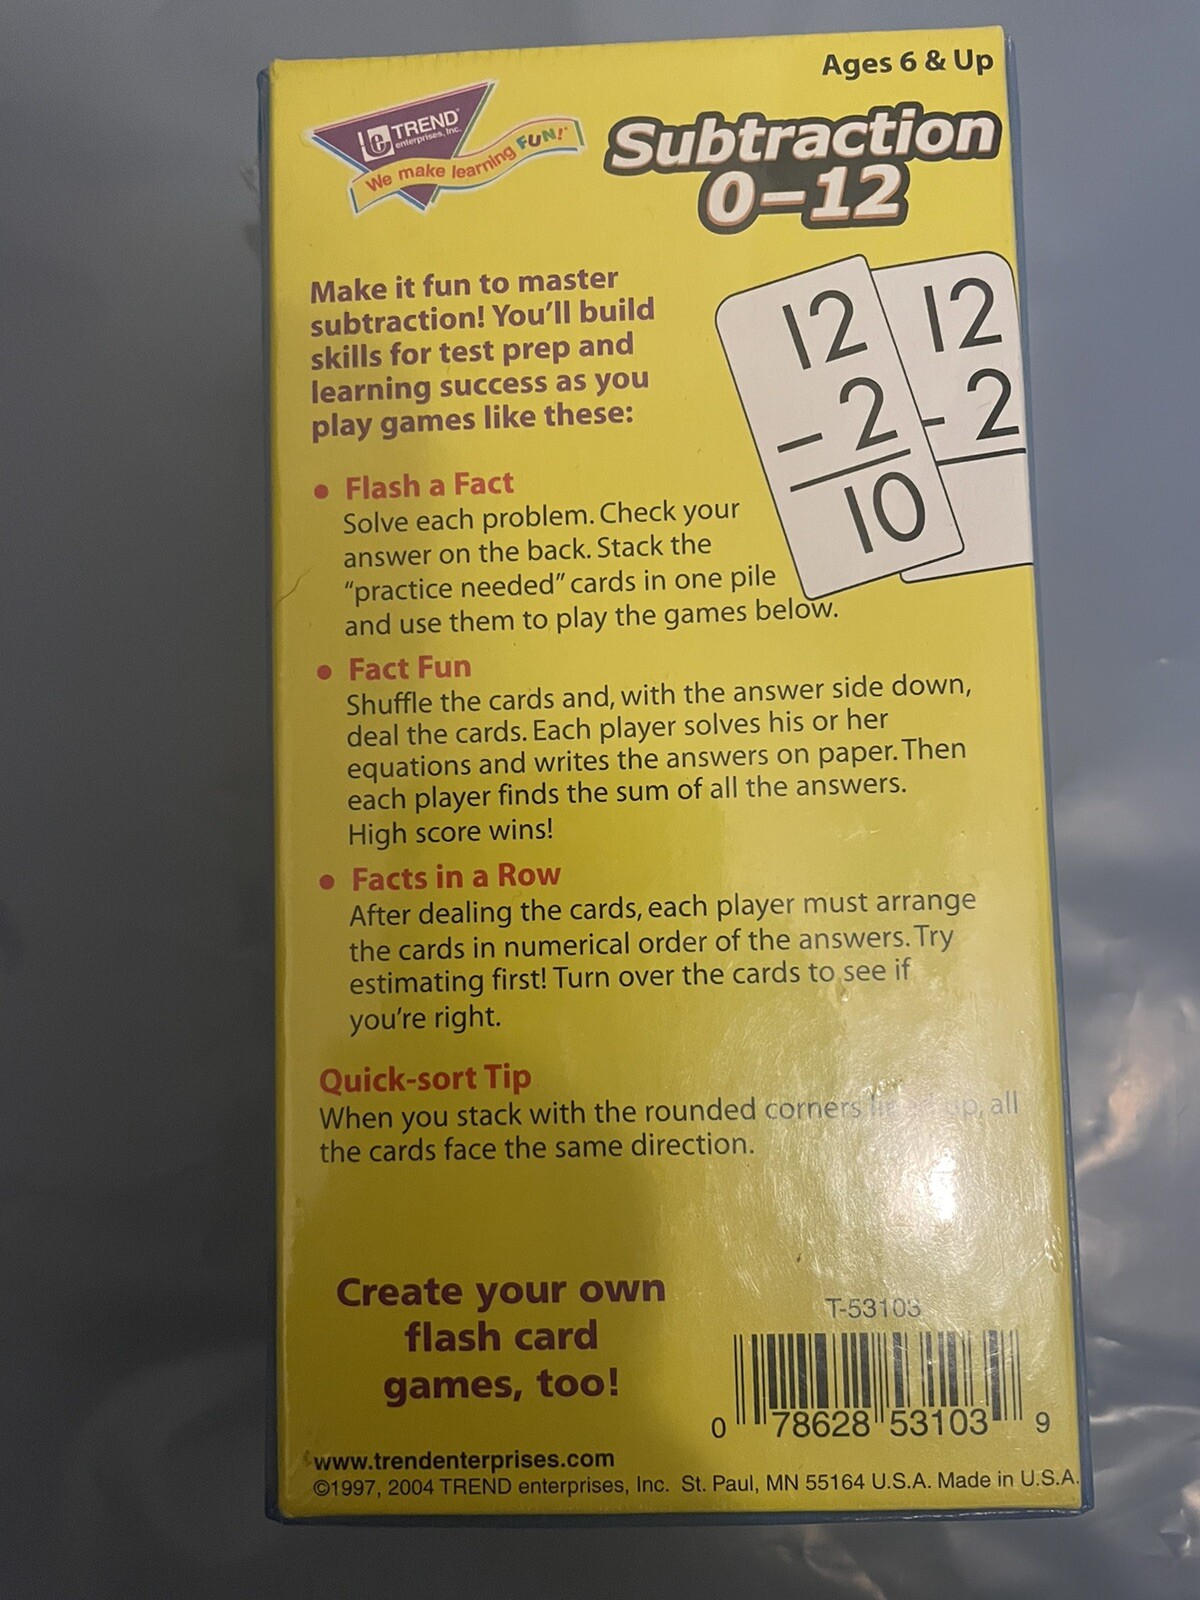 Ages 6 & Up
TREND®
enterprises, Inc.
We make learning FUN!
Subtraction
0–12
Make it fun to master
subtraction! You'll build
skills for test prep and
learning success as you
play games like these:
12
– 2
10
12
- 2
• Flash a Fact
Solve each problem. Check your
answer on the back. Stack the
“practice needed” cards in one pile
and use them to play the games below.
• Fact Fun
Shuffle the cards and, with the answer side down,
deal the cards. Each player solves his or her
equations and writes the answers on paper. Then
each player finds the sum of all the answers.
High score wins!
• Facts in a Row
After dealing the cards, each player must arrange
the cards in numerical order of the answers. Try
estimating first! Turn over the cards to see if
you're right.
Quick-sort Tip
When you stack with the rounded corners lined up, all
the cards face the same direction.
Create your own
flash card
games, too!
T-53103
0 78628 53103 9
www.trendenterprises.com
©1997, 2004 TREND enterprises, Inc. St. Paul, MN 55164 U.S.A. Made in U.S.A.